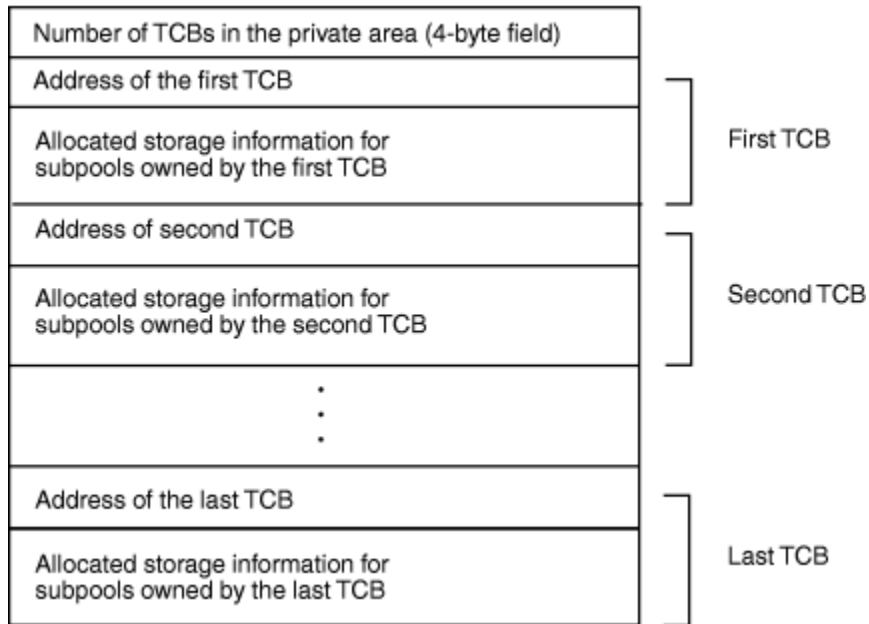 Number of TCBs in the private area (4-byte field)
Address of the first TCB
Allocated storage information for
subpools owned by the first TCB
First TCB
Address of second TCB
Allocated storage information for
subpools owned by the second TCB
Second TCB
Address of the last TCB
Allocated storage information for
subpools owned by the last TCB
Last TCB